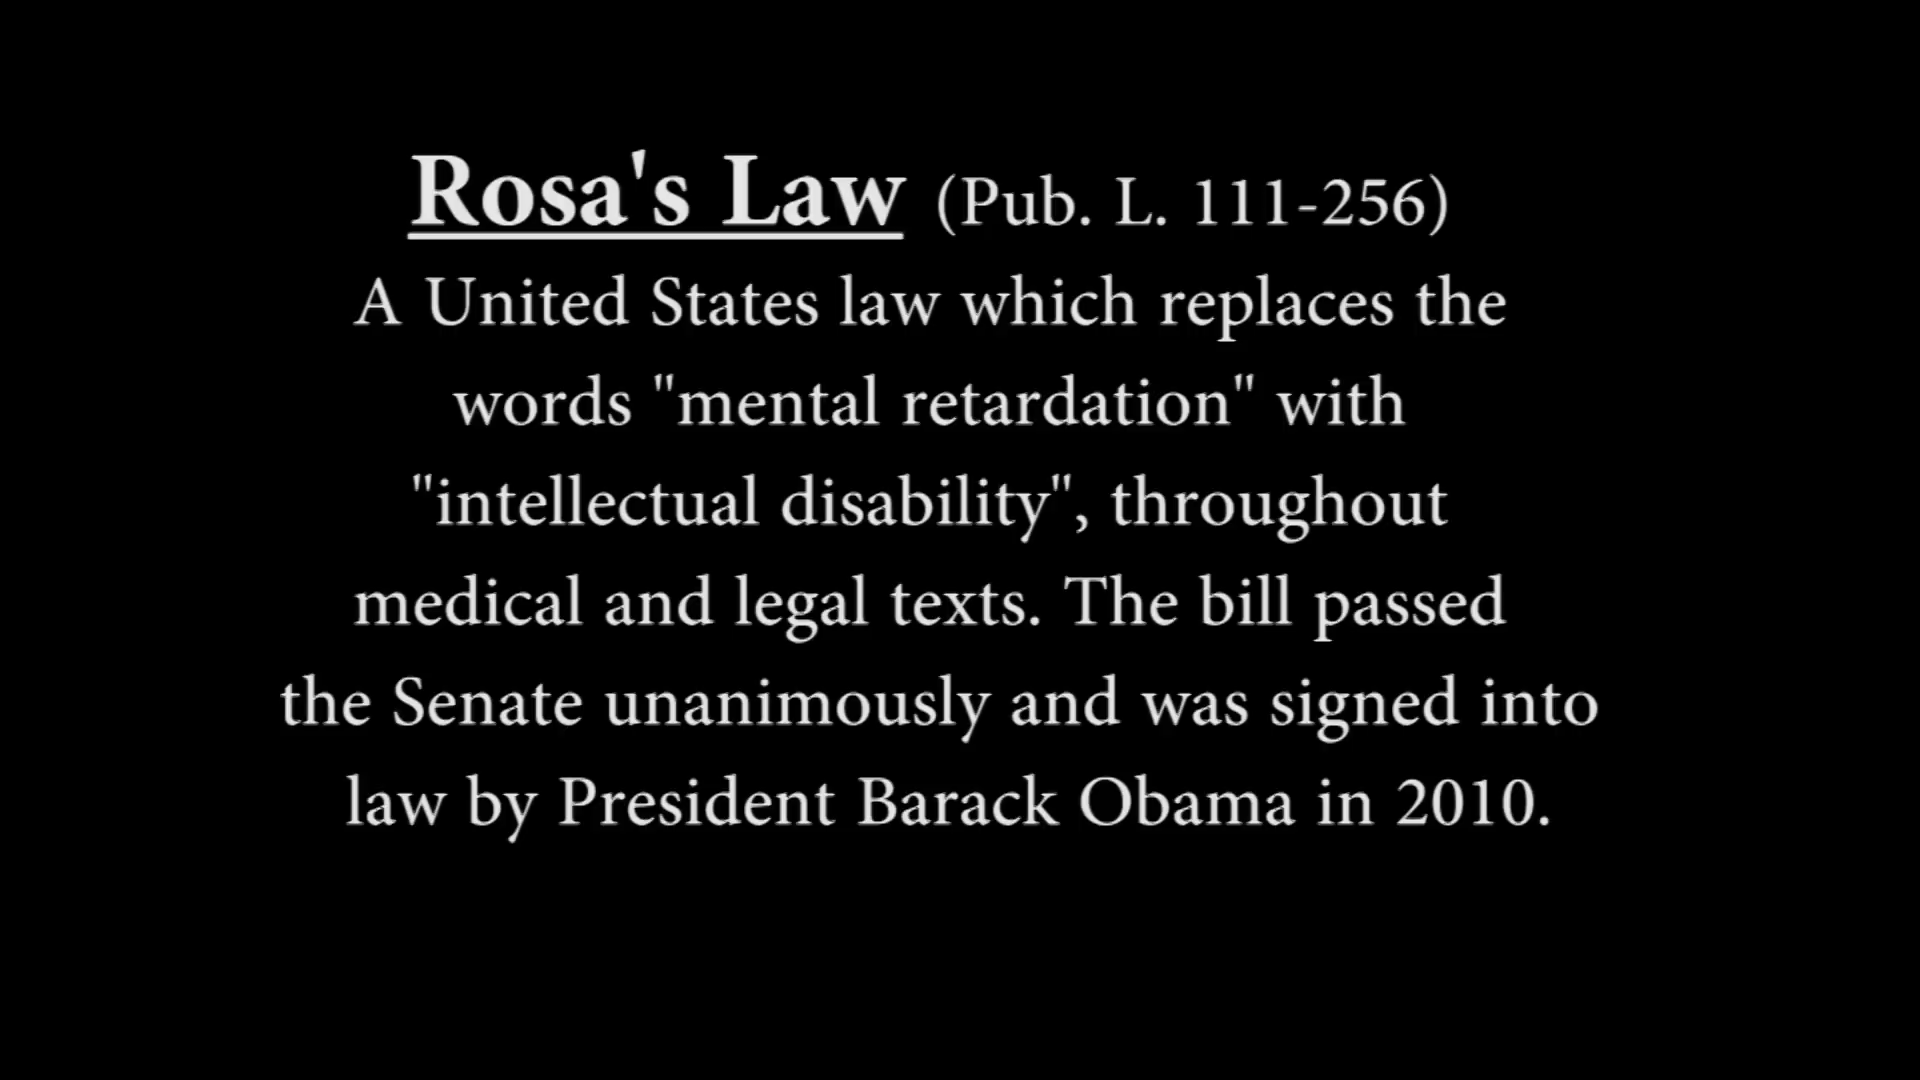 Rosa's Law (Pub. L. 111-256)
A United States law which replaces the
words "mental retardation" with
"intellectual disability", throughout
medical and legal texts. The bill passed
the Senate unanimously and was signed into
law by President Barack Obama in 2010.